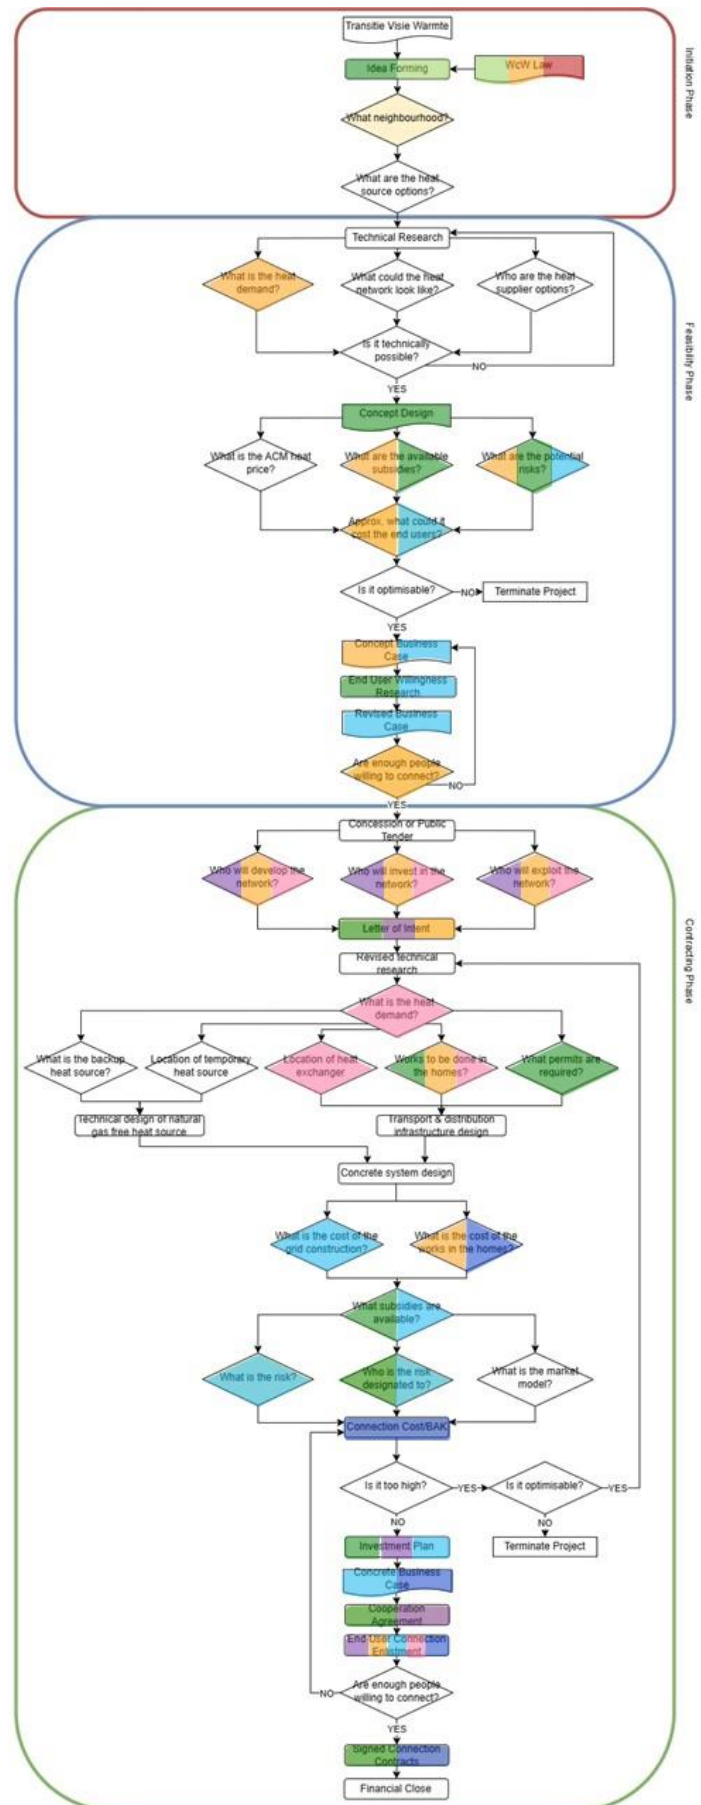 Transitie Visie Warmte
Idea Forming
WcW Law
What neighbourhood?
What are the heat
source options?
Initiation Phase
Technical Research
What is the heat
demand?
What could the heat
network look like?
Who are the heat
supplier options?
Is it technically
possible?
NO
YES
Concept Design
What is the ACM heat
price?
What are the available
subsidies?
What are the potential
risks?
Approx. what could it
cost the end users?
Is it optimisable?
NO
Terminate Project
YES
Concept Business
Case
End User Willingness
Research
Revised Business
Case
Are enough people
willing to connect?
NO
YES
Feasibility Phase
Concession or Public
Tender
Who will develop the
network?
Who will invest in the
network?
Who will exploit the
network?
Letter of Intent
Revised technical
research
What is the heat
demand?
What is the backup
heat source?
Location of temporary
heat source
Location of heat
exchanger
Works to be done in
the homes?
What permits are
required?
Technical design of natural
gas free heat source
Transport & distribution
infrastructure design
Concrete system design
What is the cost of the
grid construction?
What is the cost of the
works in the homes?
What subsidies are
available?
What is the risk?
Who is the risk
designated to?
What is the market
model?
Connection Cost/BAK
Is it too high?
YES
Is it optimisable?
YES
NO
NO
Terminate Project
Investment Plan
Concrete Business
Case
Cooperation
Agreement
End User Connection
Enlistment
Are enough people
willing to connect?
NO
YES
Signed Connection
Contracts
Financial Close
Contracting Phase